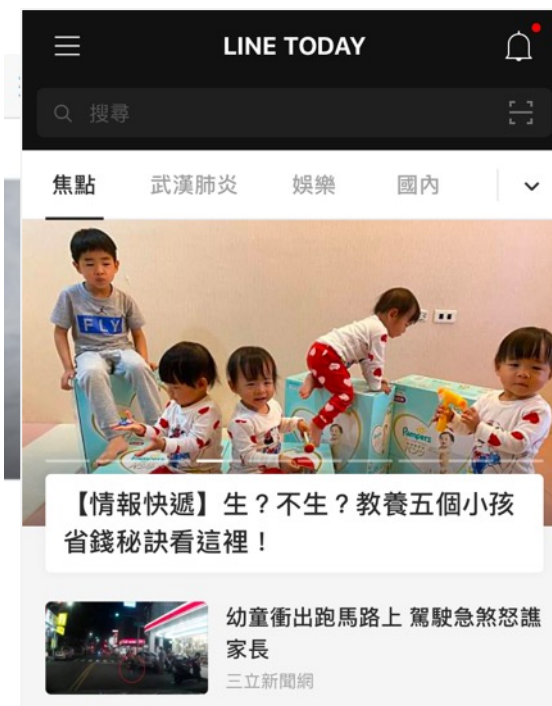 LINE TODAY
搜尋
焦點 武漢肺炎 娛樂 國內
FLY
Pampers
【情報快遞】生？不生？教養五個小孩
省錢秘訣看這裡！
幼童衝出跑馬路上 駕駛急煞怒譙
家長
三立新聞網